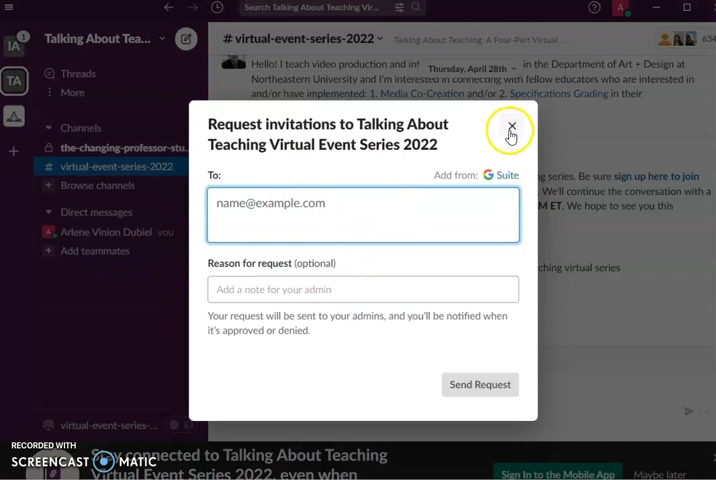 Search Talking About Teaching Vir...
A
IA
1
Talking About Tea...
# virtual-event-series-2022
Talking About Teaching: A Four-Part Virtual ...
634
TA
Threads
More
Hello! I teach video production and
Thursday, April 28th
in the Department of Art + Design at
Northeastern University and I'm interested in connecting with fellow educators who are interested in
and/or have implemented: 1. Media Co-Creation and/or 2. Specifications Grading in their
Channels
the-changing-professor-stu...
# virtual-event-series-2022
+ Browse channels
Direct messages
Arlene Vinion Dubiel you
+ Add teammates
Request invitations to Talking About
Teaching Virtual Event Series 2022
To:
Add from: G Suite
name@example.com
Reason for request (optional)
Add a note for your admin
Your request will be sent to your admins, and you'll be notified when
it's approved or denied.
Send Request
ng series. Be sure sign up here to join
. We'll continue the conversation with a
M ET. We hope to see you this
ching virtual series
virtual-event-series-...
RECORDED WITH
SCREENCAST MATIC
connected to Talking About Teaching
Virtual Event Series 2022, even when
Sign In to the Mobile App
Maybe later